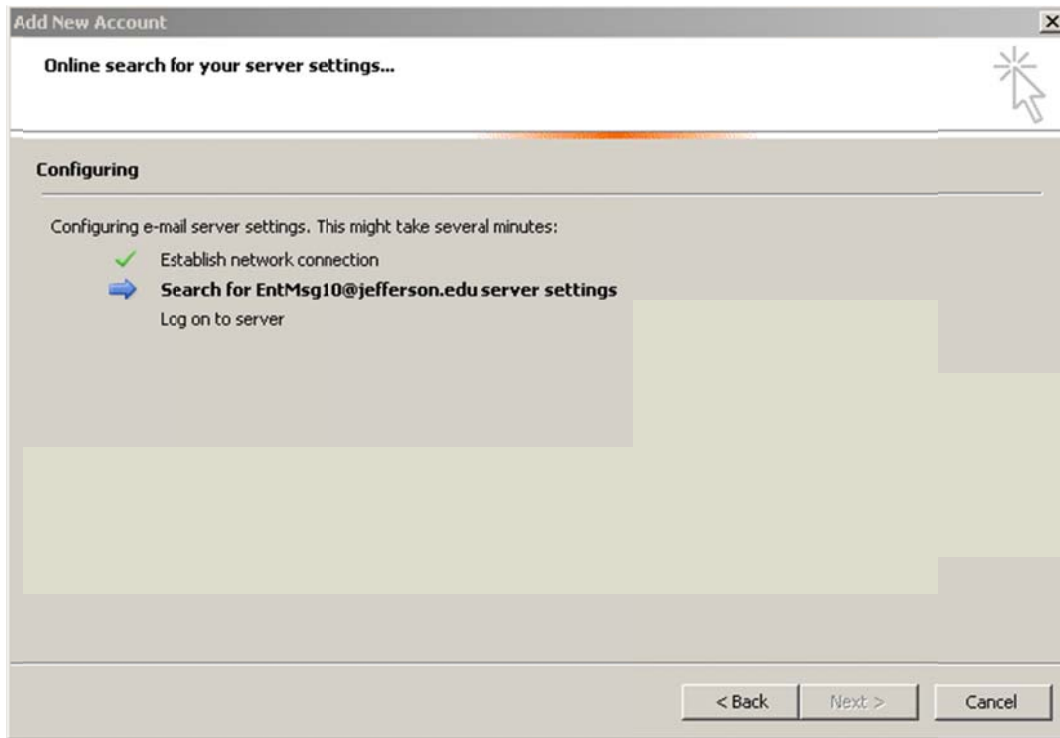 Add New Account
Online search for your server settings...
Configuring
Configuring e-mail server settings. This might take several minutes:
Establish network connection
Search for EntMsg10@jefferson.edu server settings
Log on to server
< Back
Next >
Cancel